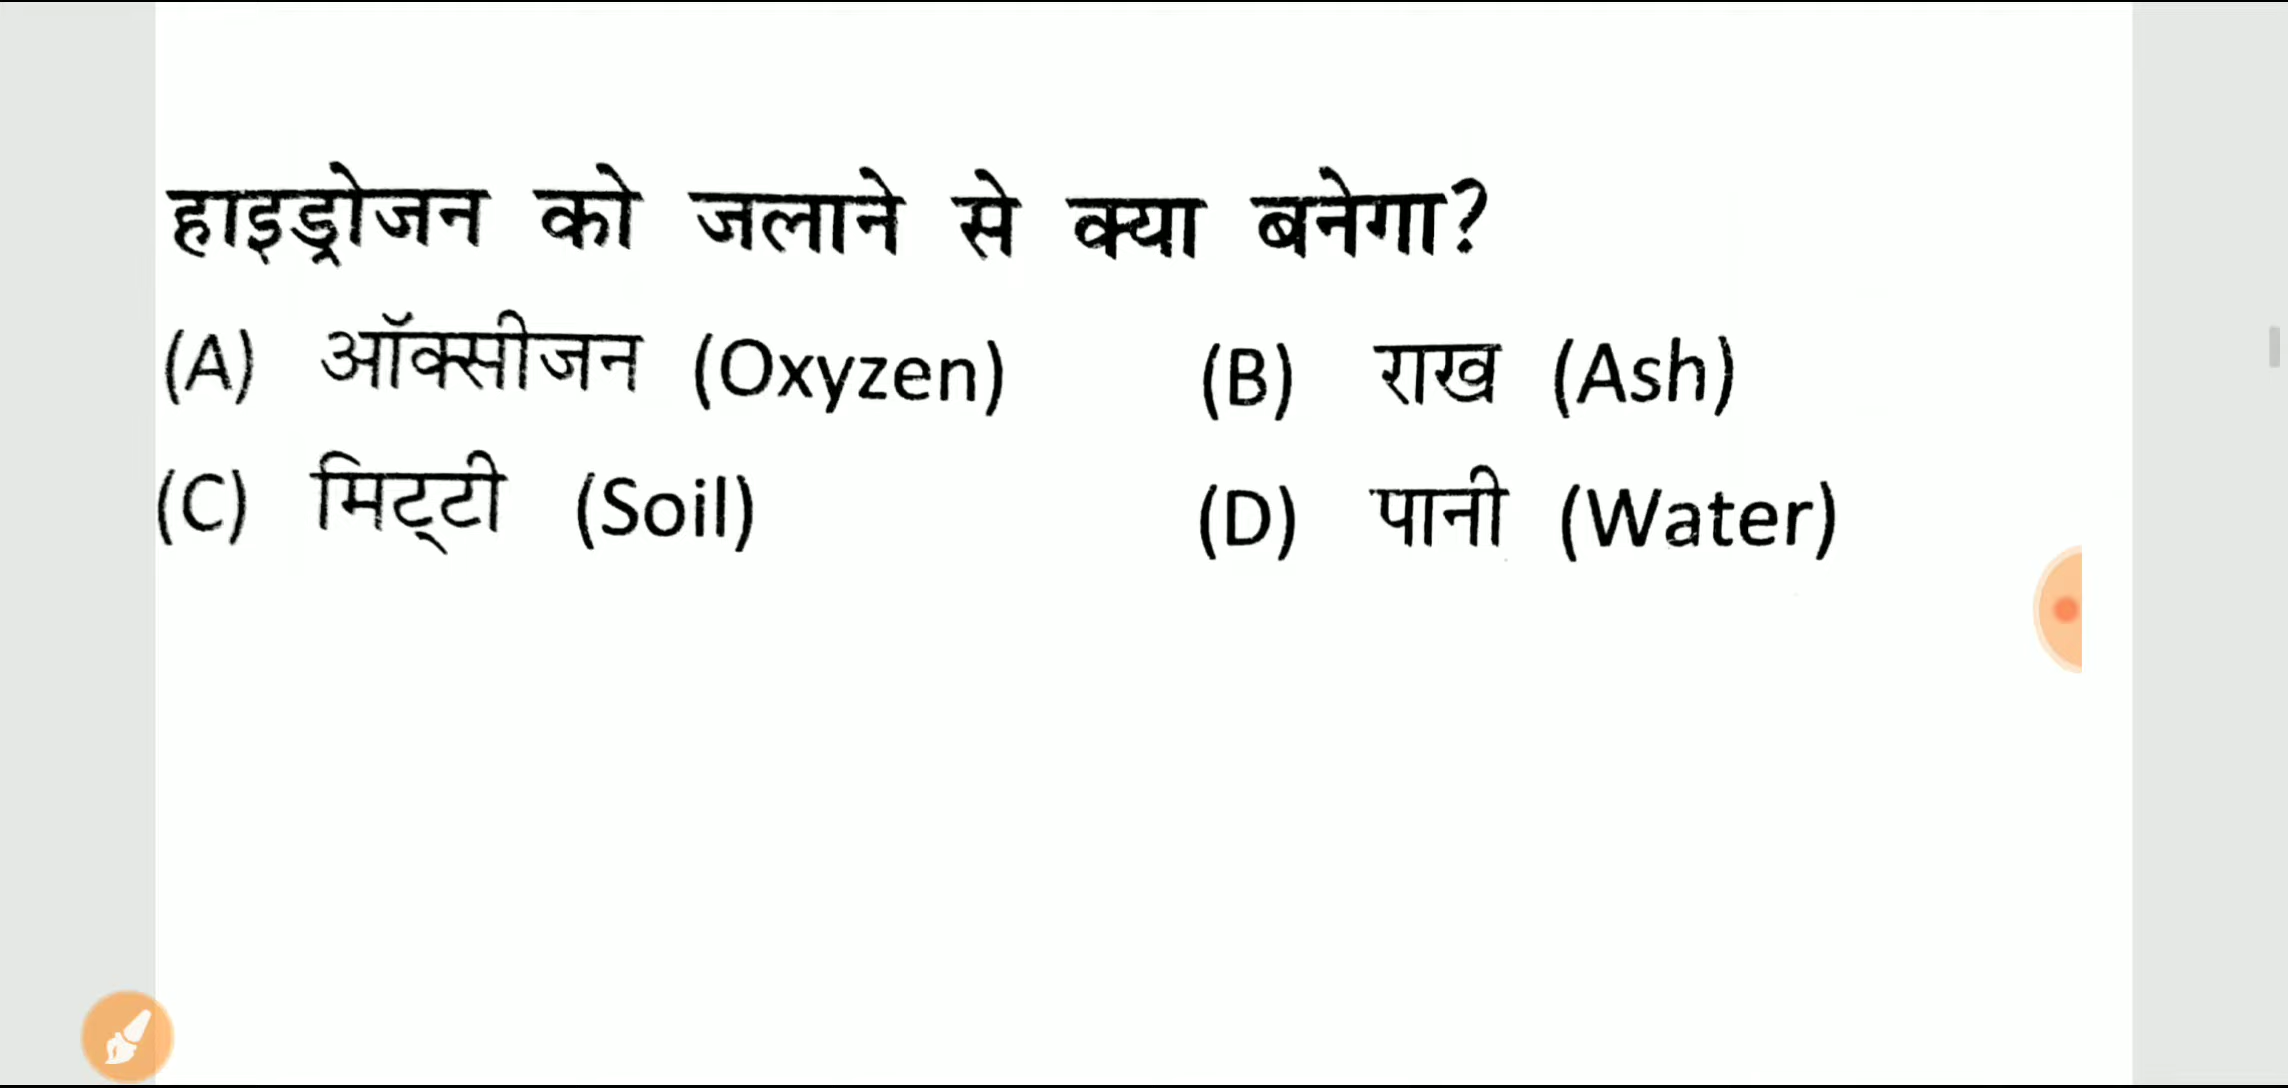 हाइड्रोजन को जलाने से क्या बनेगा?
(A) ऑक्सीजन (Oxyzen) (B) राख (Ash)
(C) मिट्‌टी (Soil) (D) पानी (Water)